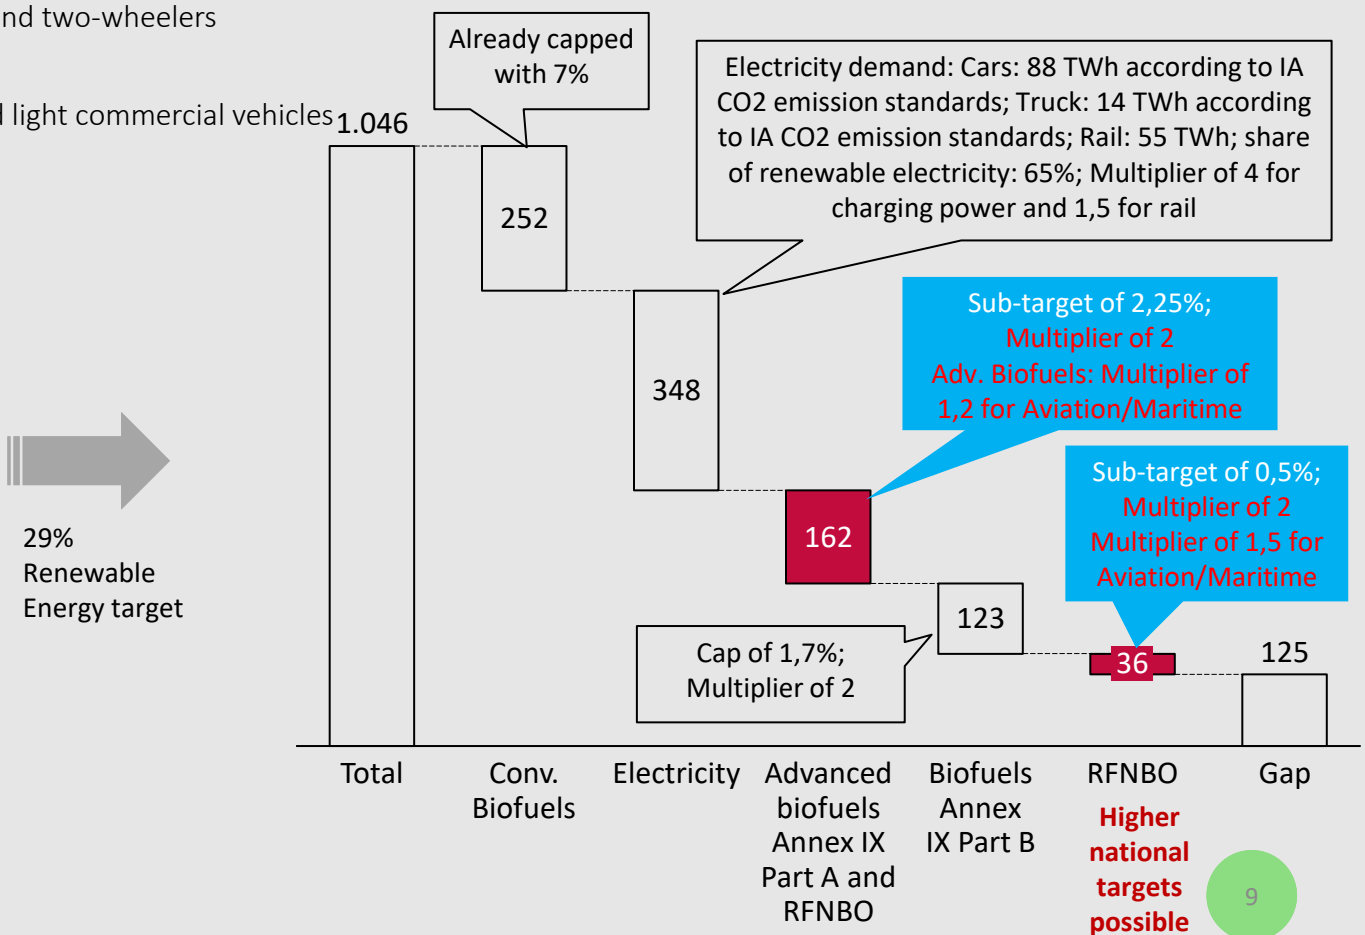 nd two-wheelers
light commercial vehicles
29%
Renewable
Energy target
Already capped
with 7%
Electricity demand: Cars: 88 TWh according to IA
CO2 emission standards; Truck: 14 TWh according
to IA CO2 emission standards; Rail: 55 TWh; share
of renewable electricity: 65%; Multiplier of 4 for
charging power and 1,5 for rail
Sub-target of 2,25%;
Multiplier of 2
Adv. Biofuels: Multiplier of
1,2 for Aviation/Maritime
Sub-target of 0,5%;
Multiplier of 2
Multiplier of 1,5 for
Aviation/Maritime
Cap of 1,7%;
Multiplier of 2
1.046
252
348
162
123
36
125
Total
Conv.
Biofuels
Electricity
Advanced
biofuels
Annex IX
Part A and
RFNBO
Biofuels
Annex
IX Part B
RFNBO
Higher
national
targets
possible
Gap
9